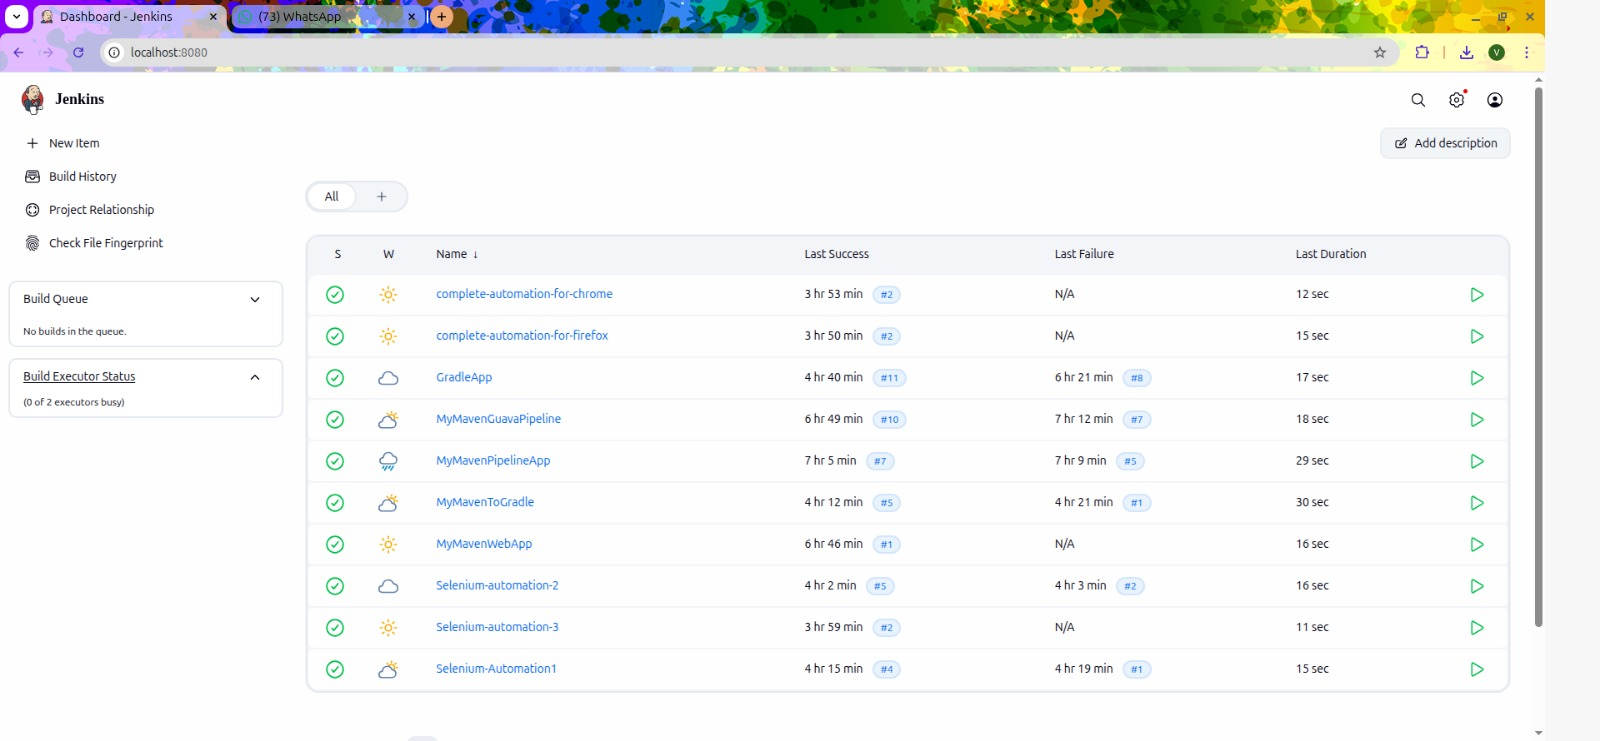 Dashboard - Jenkins
(73) WhatsApp
localhost:8080
V
Jenkins
New Item
Build History
Project Relationship
Check File Fingerprint
Build Queue
No builds in the queue.
Build Executor Status
(0 of 2 executors busy)
Add description
All
S W Name ↓ Last Success Last Failure Last Duration
complete-automation-for-chrome 3 hr 53 min #2 N/A 12 sec
complete-automation-for-firefox 3 hr 50 min #2 N/A 15 sec
GradleApp 4 hr 40 min #11 6 hr 21 min #8 17 sec
MyMavenGuavaPipeline 6 hr 49 min #10 7 hr 12 min #7 18 sec
MyMavenPipelineApp 7 hr 5 min #7 7 hr 9 min #5 29 sec
MyMavenToGradle 4 hr 12 min #5 4 hr 21 min #1 30 sec
MyMavenWebApp 6 hr 46 min #1 N/A 16 sec
Selenium-automation-2 4 hr 2 min #5 4 hr 3 min #2 16 sec
Selenium-automation-3 3 hr 59 min #2 N/A 11 sec
Selenium-Automation1 4 hr 15 min #4 4 hr 19 min #1 15 sec